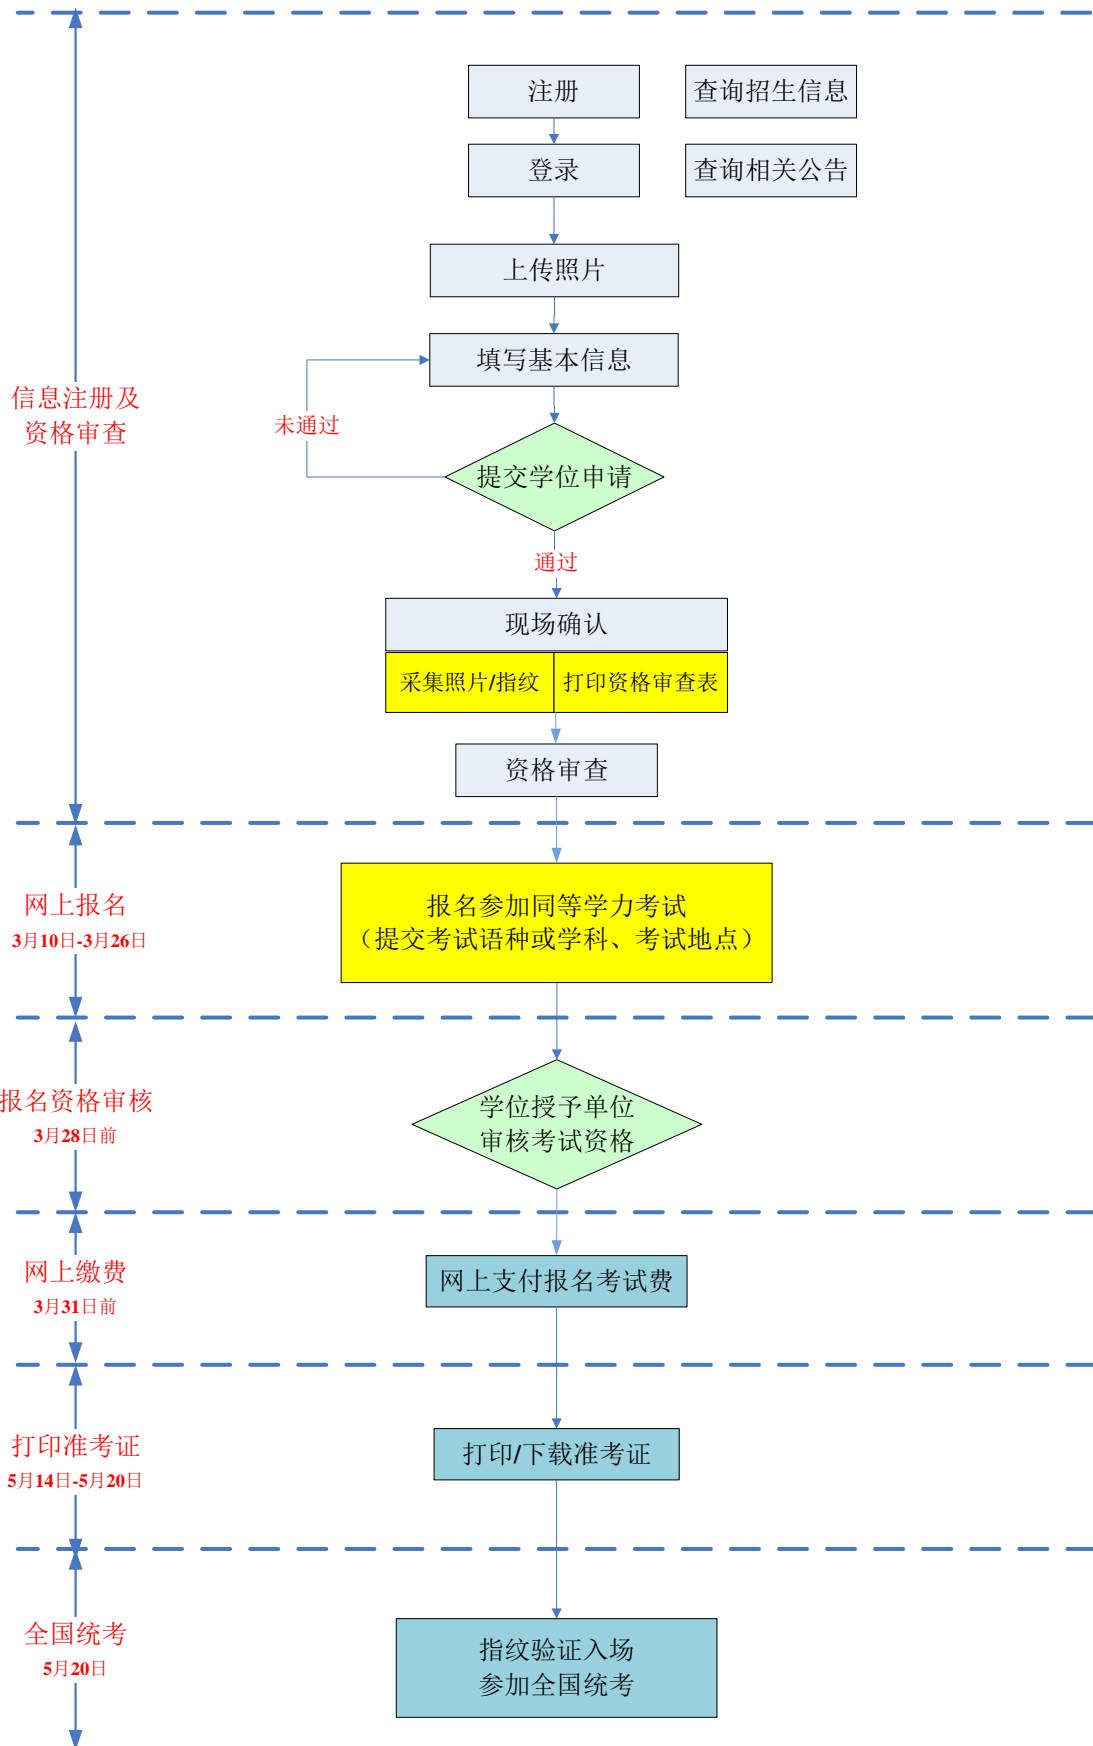 注册
查询招生信息
登录
查询相关公告
上传照片
填写基本信息
信息注册及
资格审查
未通过
提交学位申请
通过
现场确认
采集照片/指纹
打印资格审查表
资格审查
网上报名
3月10日-3月26日
报名参加同等学力考试
（提交考试语种或学科、考试地点）
报名资格审核
3月28日前
学位授予单位
审核考试资格
网上缴费
3月31日前
网上支付报名考试费
打印准考证
5月14日-5月20日
打印/下载准考证
全国统考
5月20日
指纹验证入场
参加全国统考